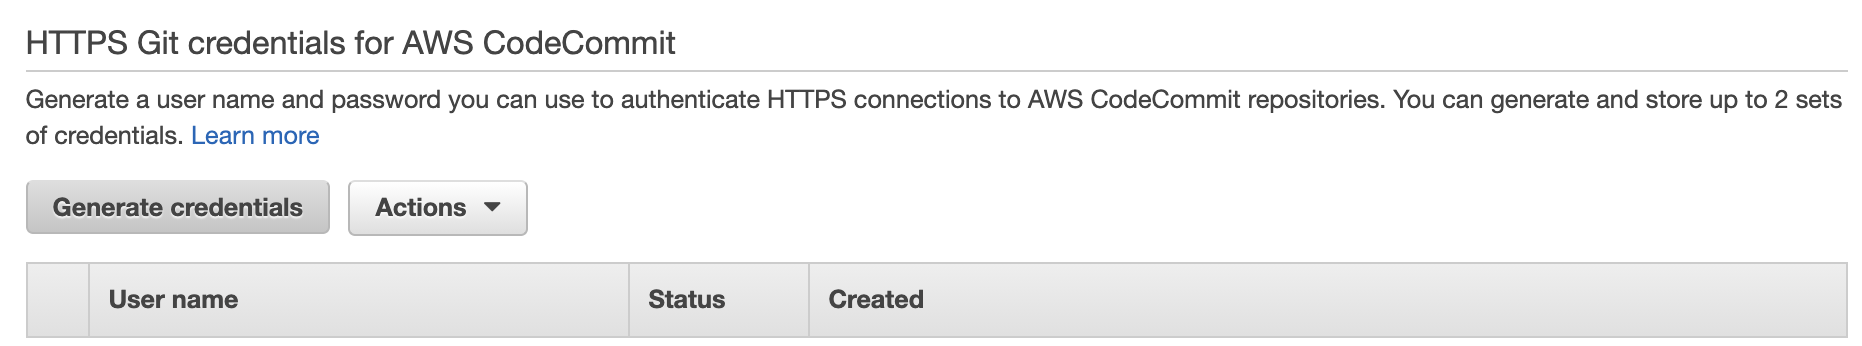 HTTPS Git credentials for AWS CodeCommit
Generate a user name and password you can use to authenticate HTTPS connections to AWS CodeCommit repositories. You can generate and store up to 2 sets
of credentials. Learn more
Generate credentials Actions
User name Status Created